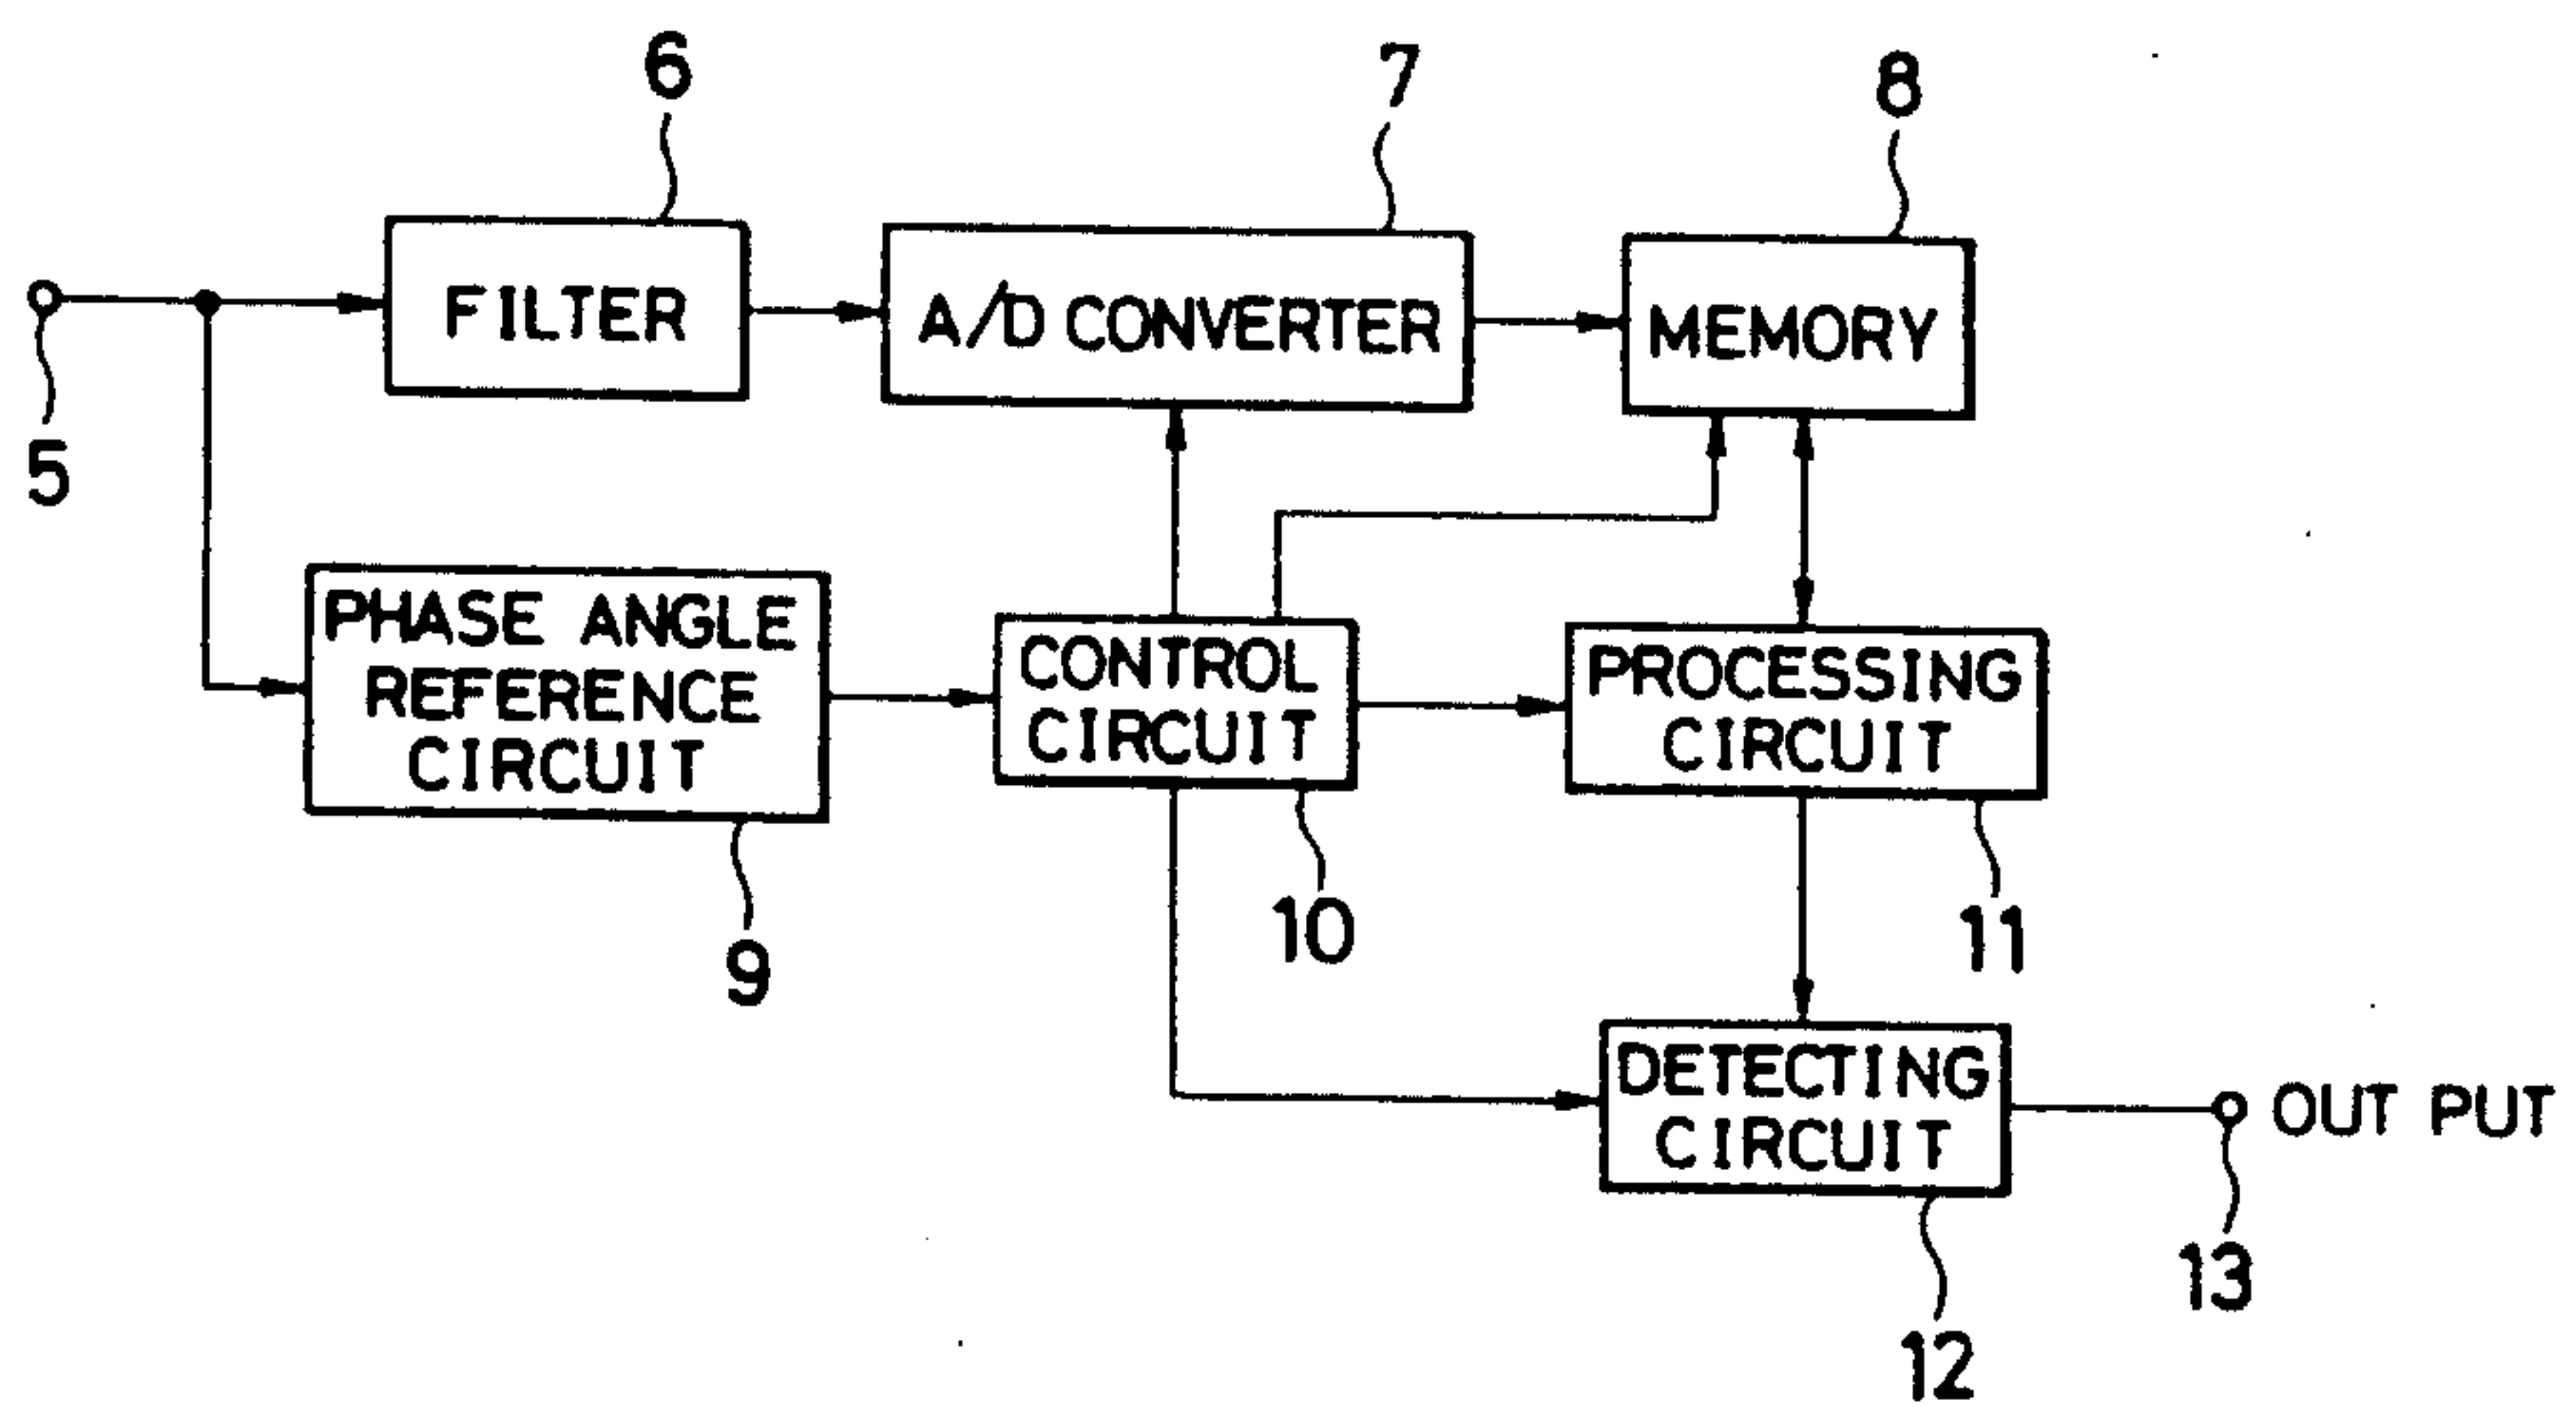 6
7
8
FILTER
A/D CONVERTER
MEMORY
5
PHASE ANGLE
REFERENCE
CIRCUIT
CONTROL
CIRCUIT
PROCESSING
CIRCUIT
9
10
11
DETECTING
CIRCUIT
OUT PUT
13
12